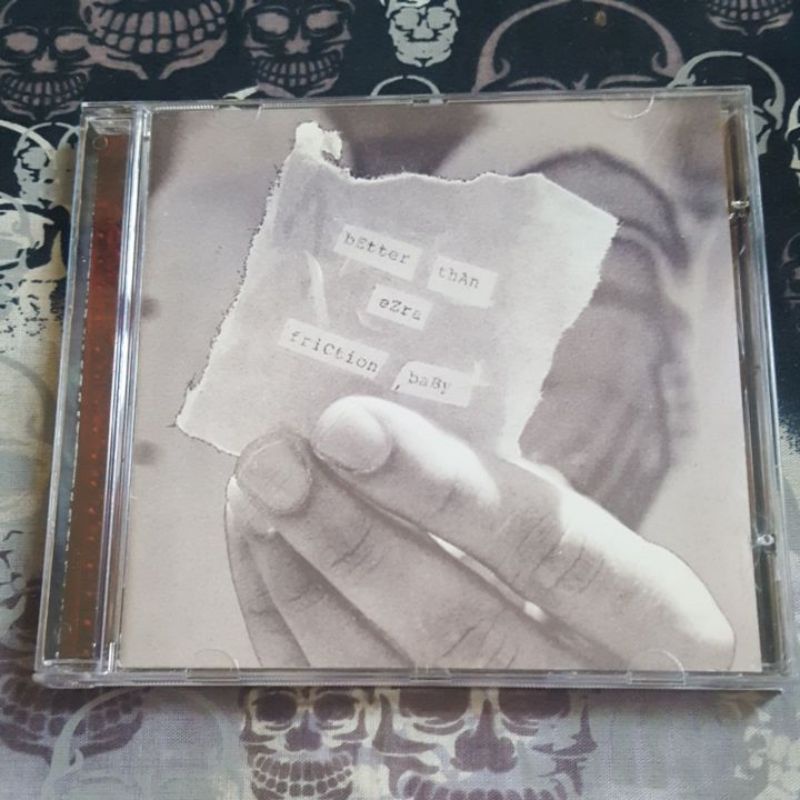 bEtter thAn
eZra
friCtion, baBy